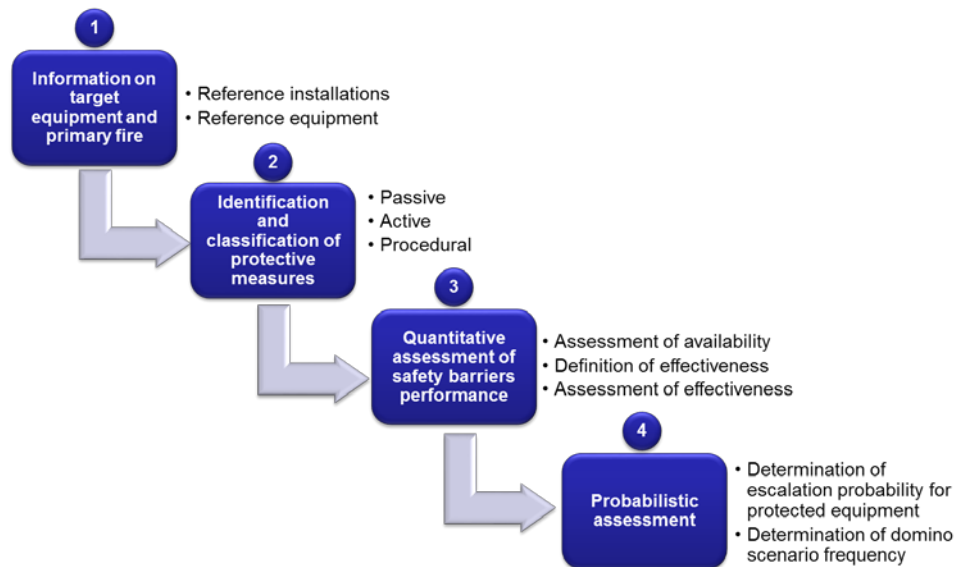 1
Information on
target
equipment and
primary fire
• Reference installations
• Reference equipment
2
Identification
and
classification of
protective
measures
• Passive
• Active
• Procedural
3
Quantitative
assessment of
safety barriers
performance
• Assessment of availability
• Definition of effectiveness
• Assessment of effectiveness
4
Probabilistic
assessment
• Determination of
escalation probability for
protected equipment
• Determination of domino
scenario frequency